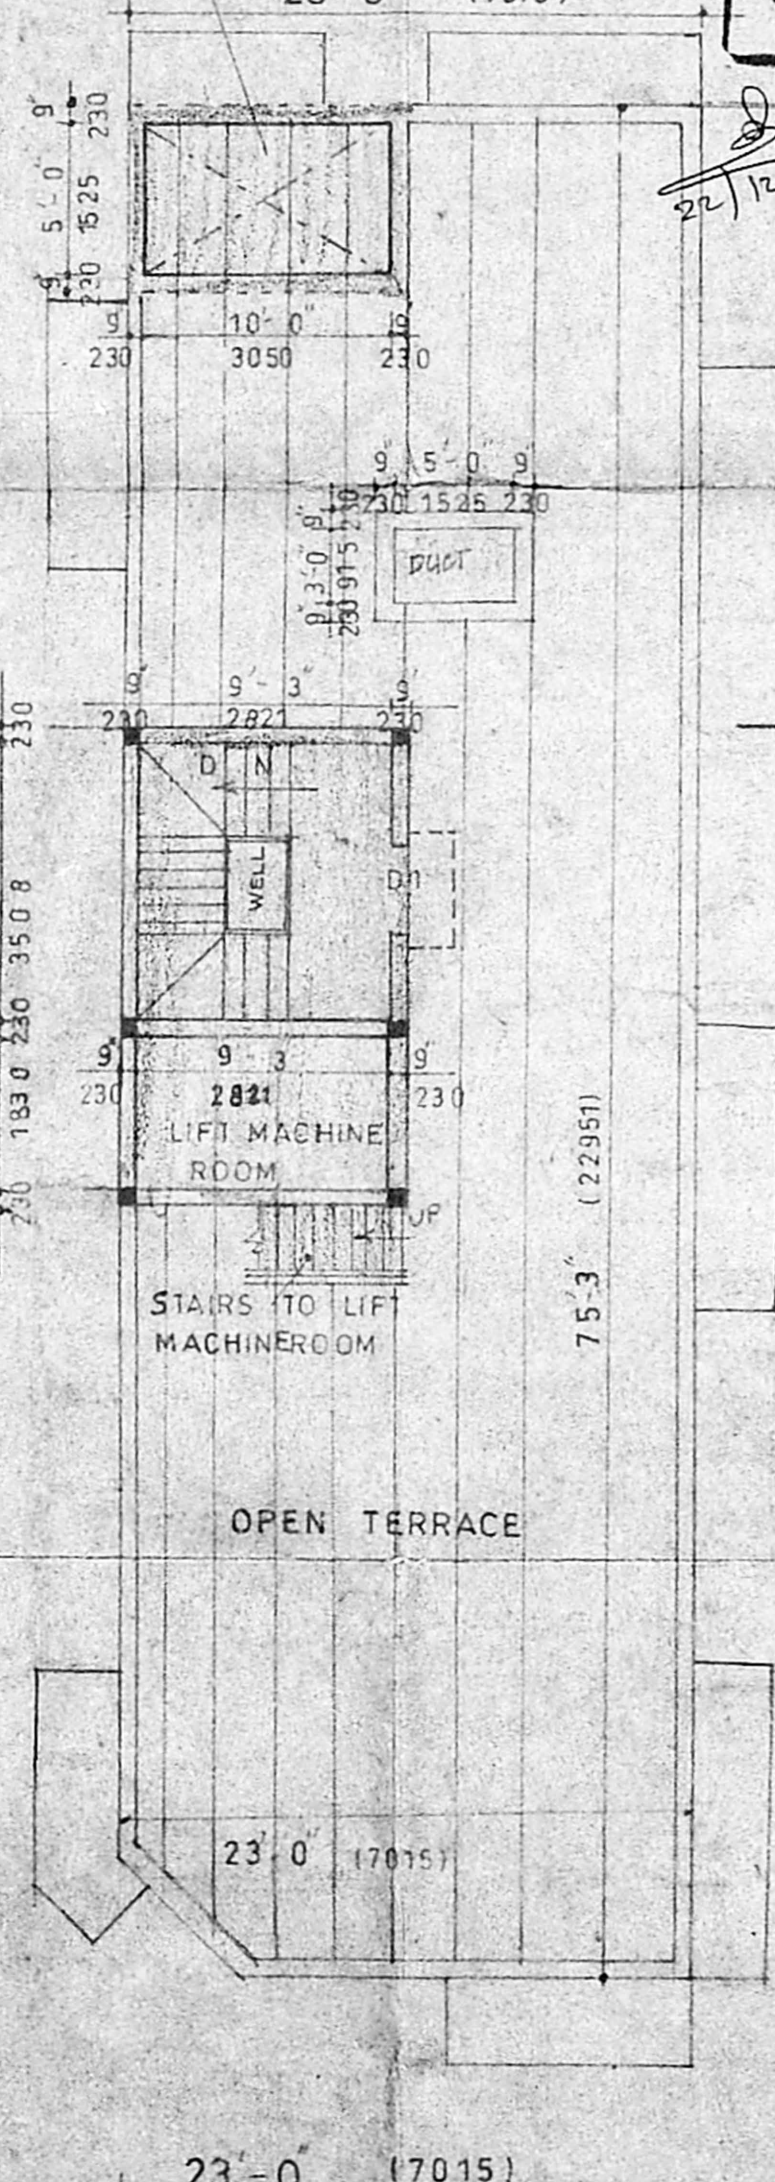 22/12
9"
5'-0"
9"
230
1525
230
9 10'-0" 9
230 3050 230
9" 5'-0" 9
230 1525 230
9" 3'-0" 9"
230 915 230
DUCT
9" 9'-3" 9'
230 2821 230
D N
WELL
D1
230
3508
230
1830
230
9" 9-3' 9"
230 2821 230
LIFT MACHINE
ROOM
UP
STAIRS TO LIFT
MACHINEROOM
75'3" (22951)
OPEN TERRACE
23'0" (7015)
23'-0" (7015)